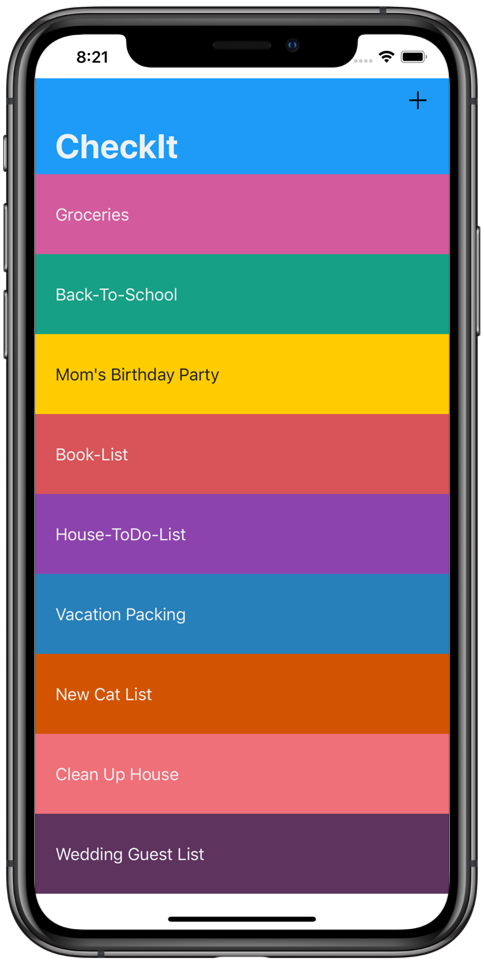 8:21
CheckIt
Groceries
Back-To-School
Mom's Birthday Party
Book-List
House-ToDo-List
Vacation Packing
New Cat List
Clean Up House
Wedding Guest List